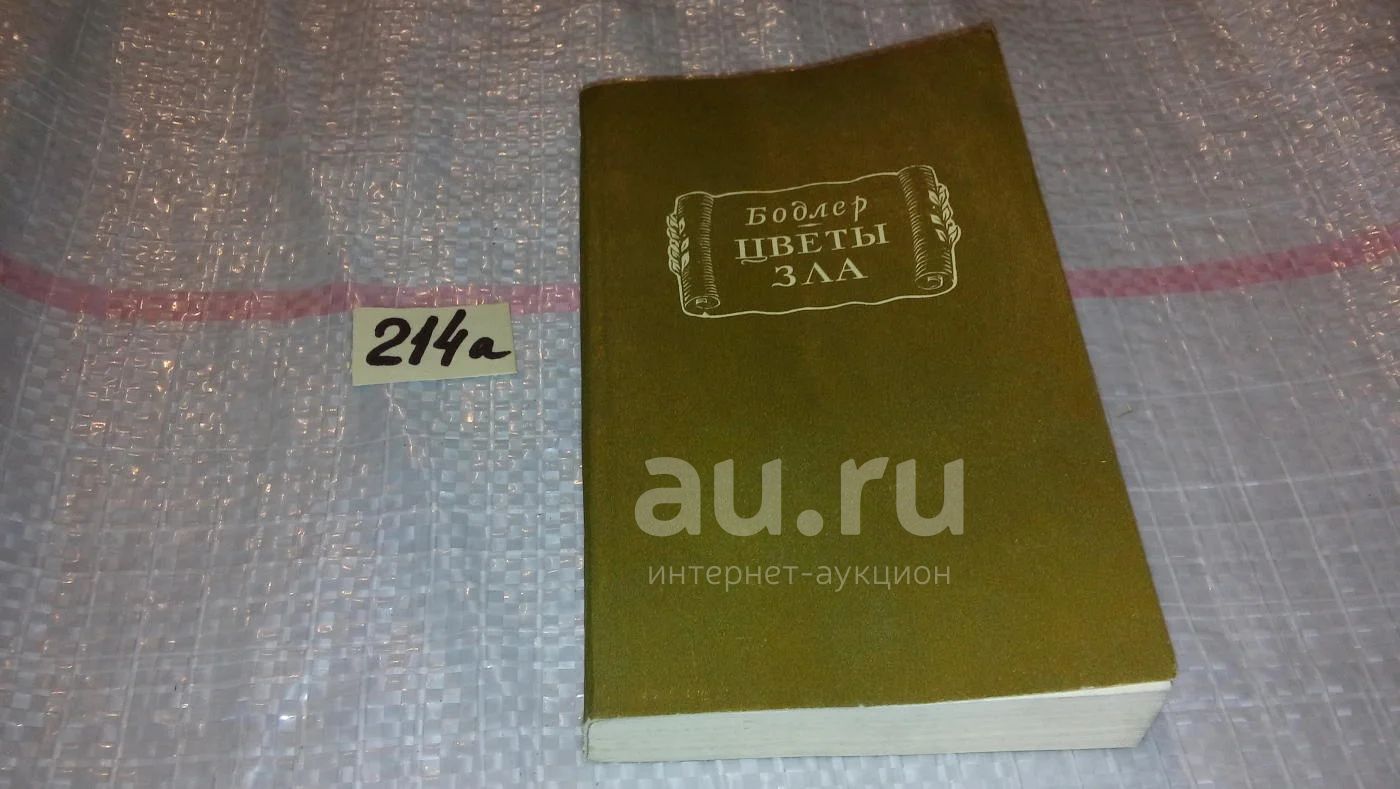 Бодлер
ЦВЕТЫ
ЗЛА
214а
au.ru
интернет-аукцион